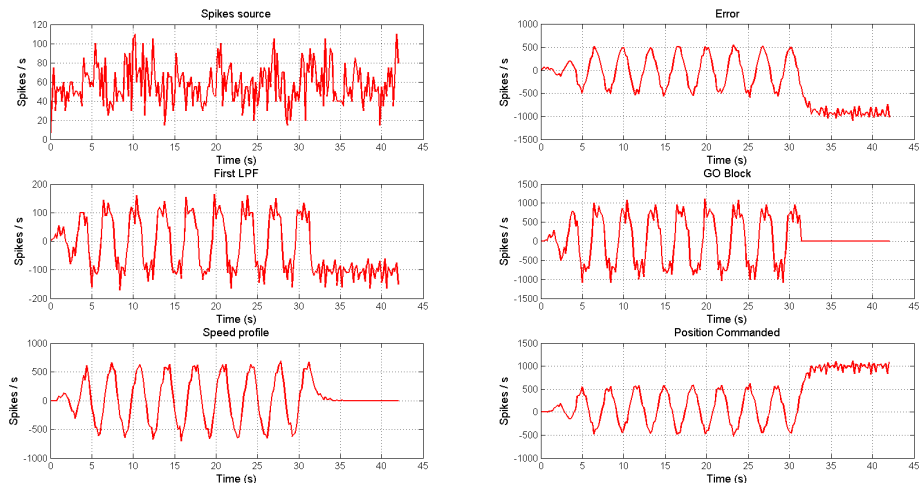 Spikes source
Spikes / s
120
100
80
60
40
20
0
0 5 10 15 20 25 30 35 40 45
Time (s)
Error
Spikes / s
1000
500
0
-500
-1000
-1500
0 5 10 15 20 25 30 35 40 45
Time (s)
First LPF
Spikes / s
200
100
0
-100
-200
0 5 10 15 20 25 30 35 40 45
Time (s)
GO Block
Spikes / s
1500
1000
500
0
-500
-1000
-1500
0 5 10 15 20 25 30 35 40 45
Time (s)
Speed profile
Spikes / s
1000
500
0
-500
-1000
0 5 10 15 20 25 30 35 40 45
Time (s)
Position Commanded
Spikes / s
1500
1000
500
0
-500
-1000
0 5 10 15 20 25 30 35 40 45
Time (s)